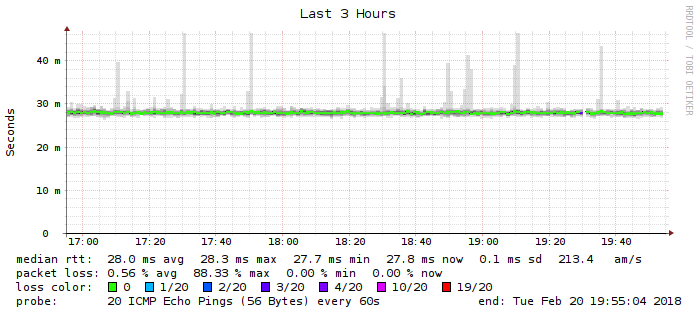 Last 3 Hours
RRDTOOL / TOBI OETIKER
Seconds
40 m
30 m
20 m
10 m
0
17:00 17:20 17:40 18:00 18:20 18:40 19:00 19:20 19:40
median rtt: 28.0 ms avg 28.3 ms max 27.7 ms min 27.8 ms now 0.1 ms sd 213.4 am/s
packet loss: 0.56 % avg 88.33 % max 0.00 % min 0.00 % now
loss color: 0 1/20 2/20 3/20 4/20 10/20 19/20
probe: 20 ICMP Echo Pings (56 Bytes) every 60s end: Tue Feb 20 19:55:04 2018